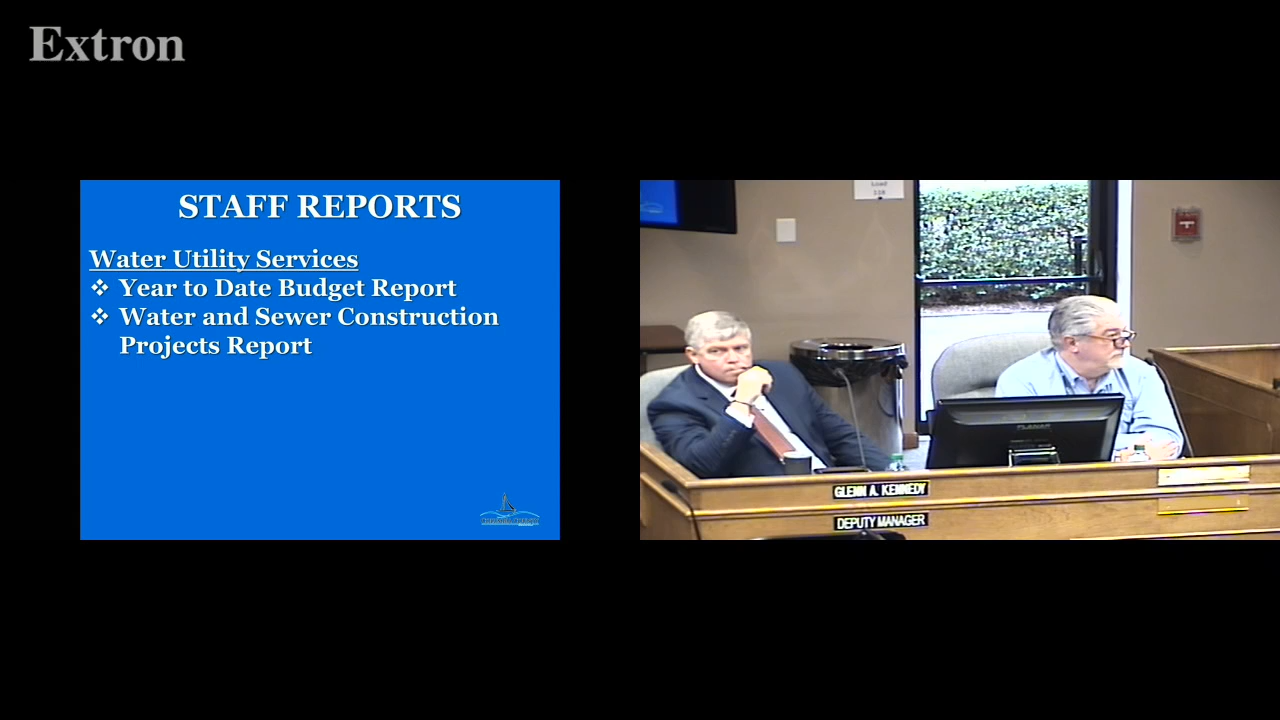 Extron
STAFF REPORTS
Water Utility Services
❖ Year to Date Budget Report
❖ Water and Sewer Construction
Projects Report
GLENN A. KENNEDY
DEPUTY MANAGER